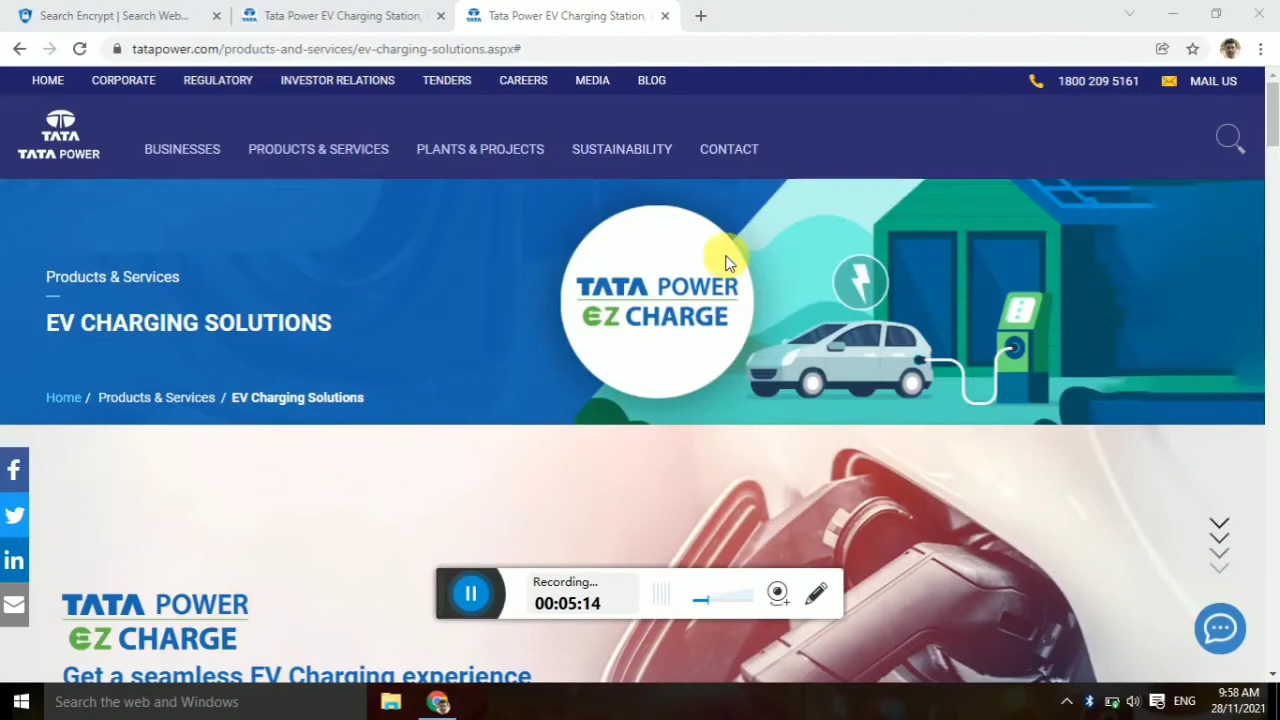 Search Encrypt | Search Web...
Tata Power EV Charging Station,
Tata Power EV Charging Station,
tatapower.com/products-and-services/ev-charging-solutions.aspx#
HOME CORPORATE REGULATORY INVESTOR RELATIONS TENDERS CAREERS MEDIA BLOG 1800 209 5161 MAIL US
TATA
TATA POWER
BUSINESSES PRODUCTS & SERVICES PLANTS & PROJECTS SUSTAINABILITY CONTACT
Products & Services
EV CHARGING SOLUTIONS
TATA POWER
EZ CHARGE
Home / Products & Services / EV Charging Solutions
Recording...
00:05:14
TATA POWER
EZ CHARGE
Get a seamless EV Charging experience
Search the web and Windows
ENG
9:58 AM
28/11/2021